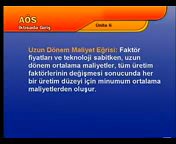 AOS
İktisada Giriş
Ünite 6
Uzun Dönem Maliyet Eğrisi: Faktör
fiyatları ve teknoloji sabitken, uzun
dönem ortalama maliyetler, tüm üretim
faktörlerinin değişmesi sonucunda her
bir üretim düzeyi için minumum ortalama
maliyetlerden oluşur.